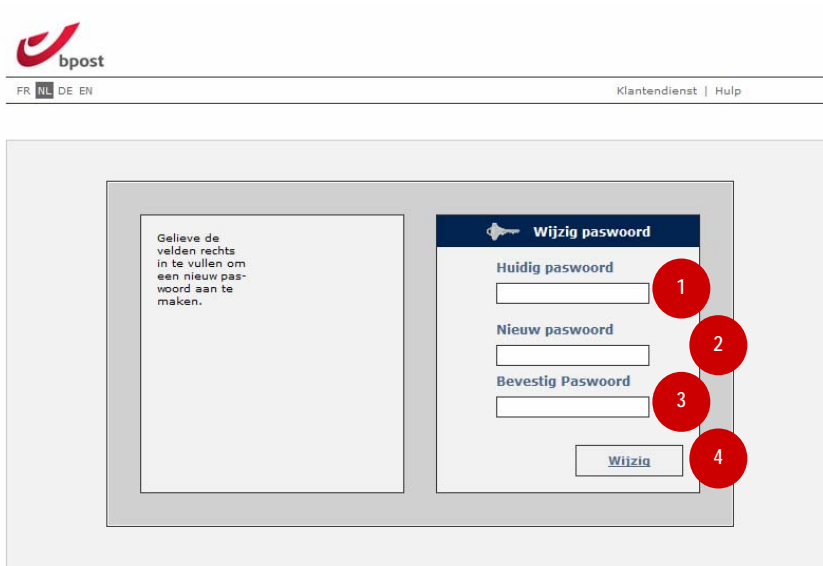 bpost
FR NL DE EN
Klantendienst | Hulp
Gelieve de
velden rechts
in te vullen om
een nieuw pas-
woord aan te
maken.
Wijzig paswoord
Huidig paswoord
1
Nieuw paswoord
2
Bevestig Paswoord
3
Wijzig
4